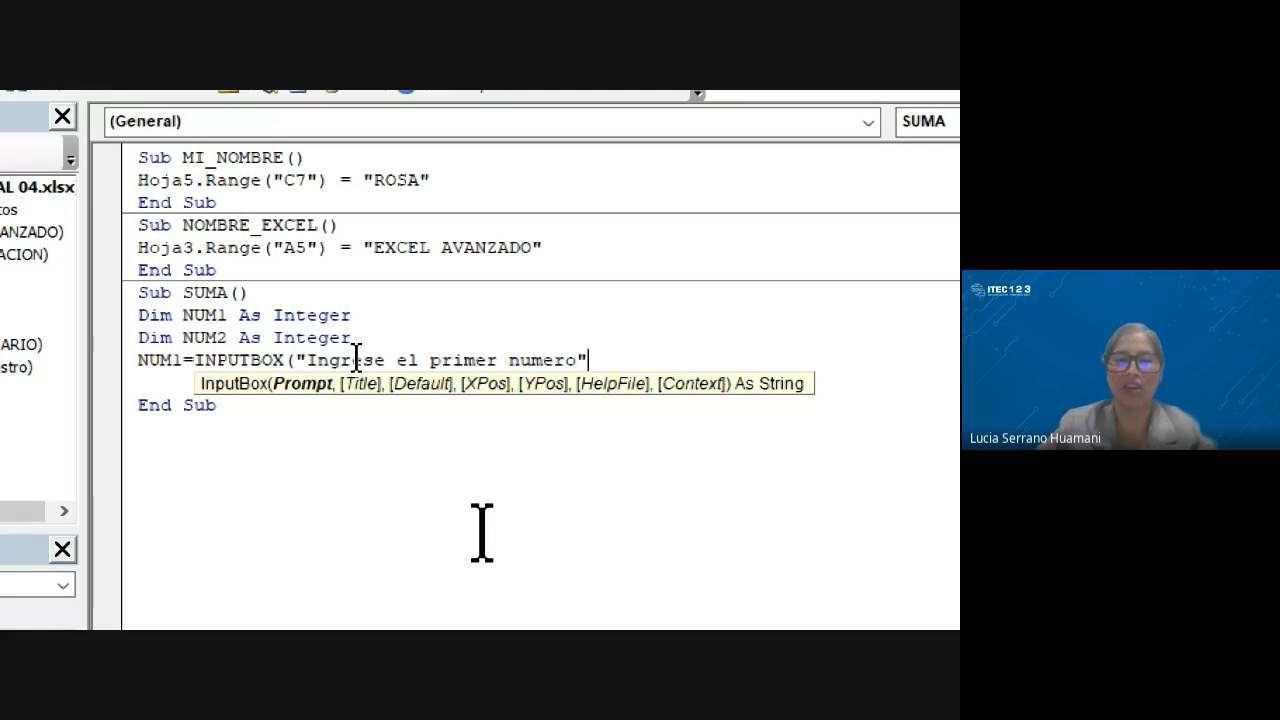 (General)
SUMA
Sub MI_NOMBRE()
Hoja5.Range("C7") = "ROSA"
End Sub
Sub NOMBRE_EXCEL()
Hoja3.Range("A5") = "EXCEL AVANZADO"
End Sub
Sub SUMA()
Dim NUM1 As Integer
Dim NUM2 As Integer
NUM1=INPUTBOX("Ingrese el primer numero"
InputBox(Prompt, [Title], [Default], [XPos], [YPos], [HelpFile], [Context]) As String
End Sub
AL 04.xlsx
tos
ANZADO)
ACION)
ARIO)
stro)
ITEC 1 2 3
Lucia Serrano Huamani